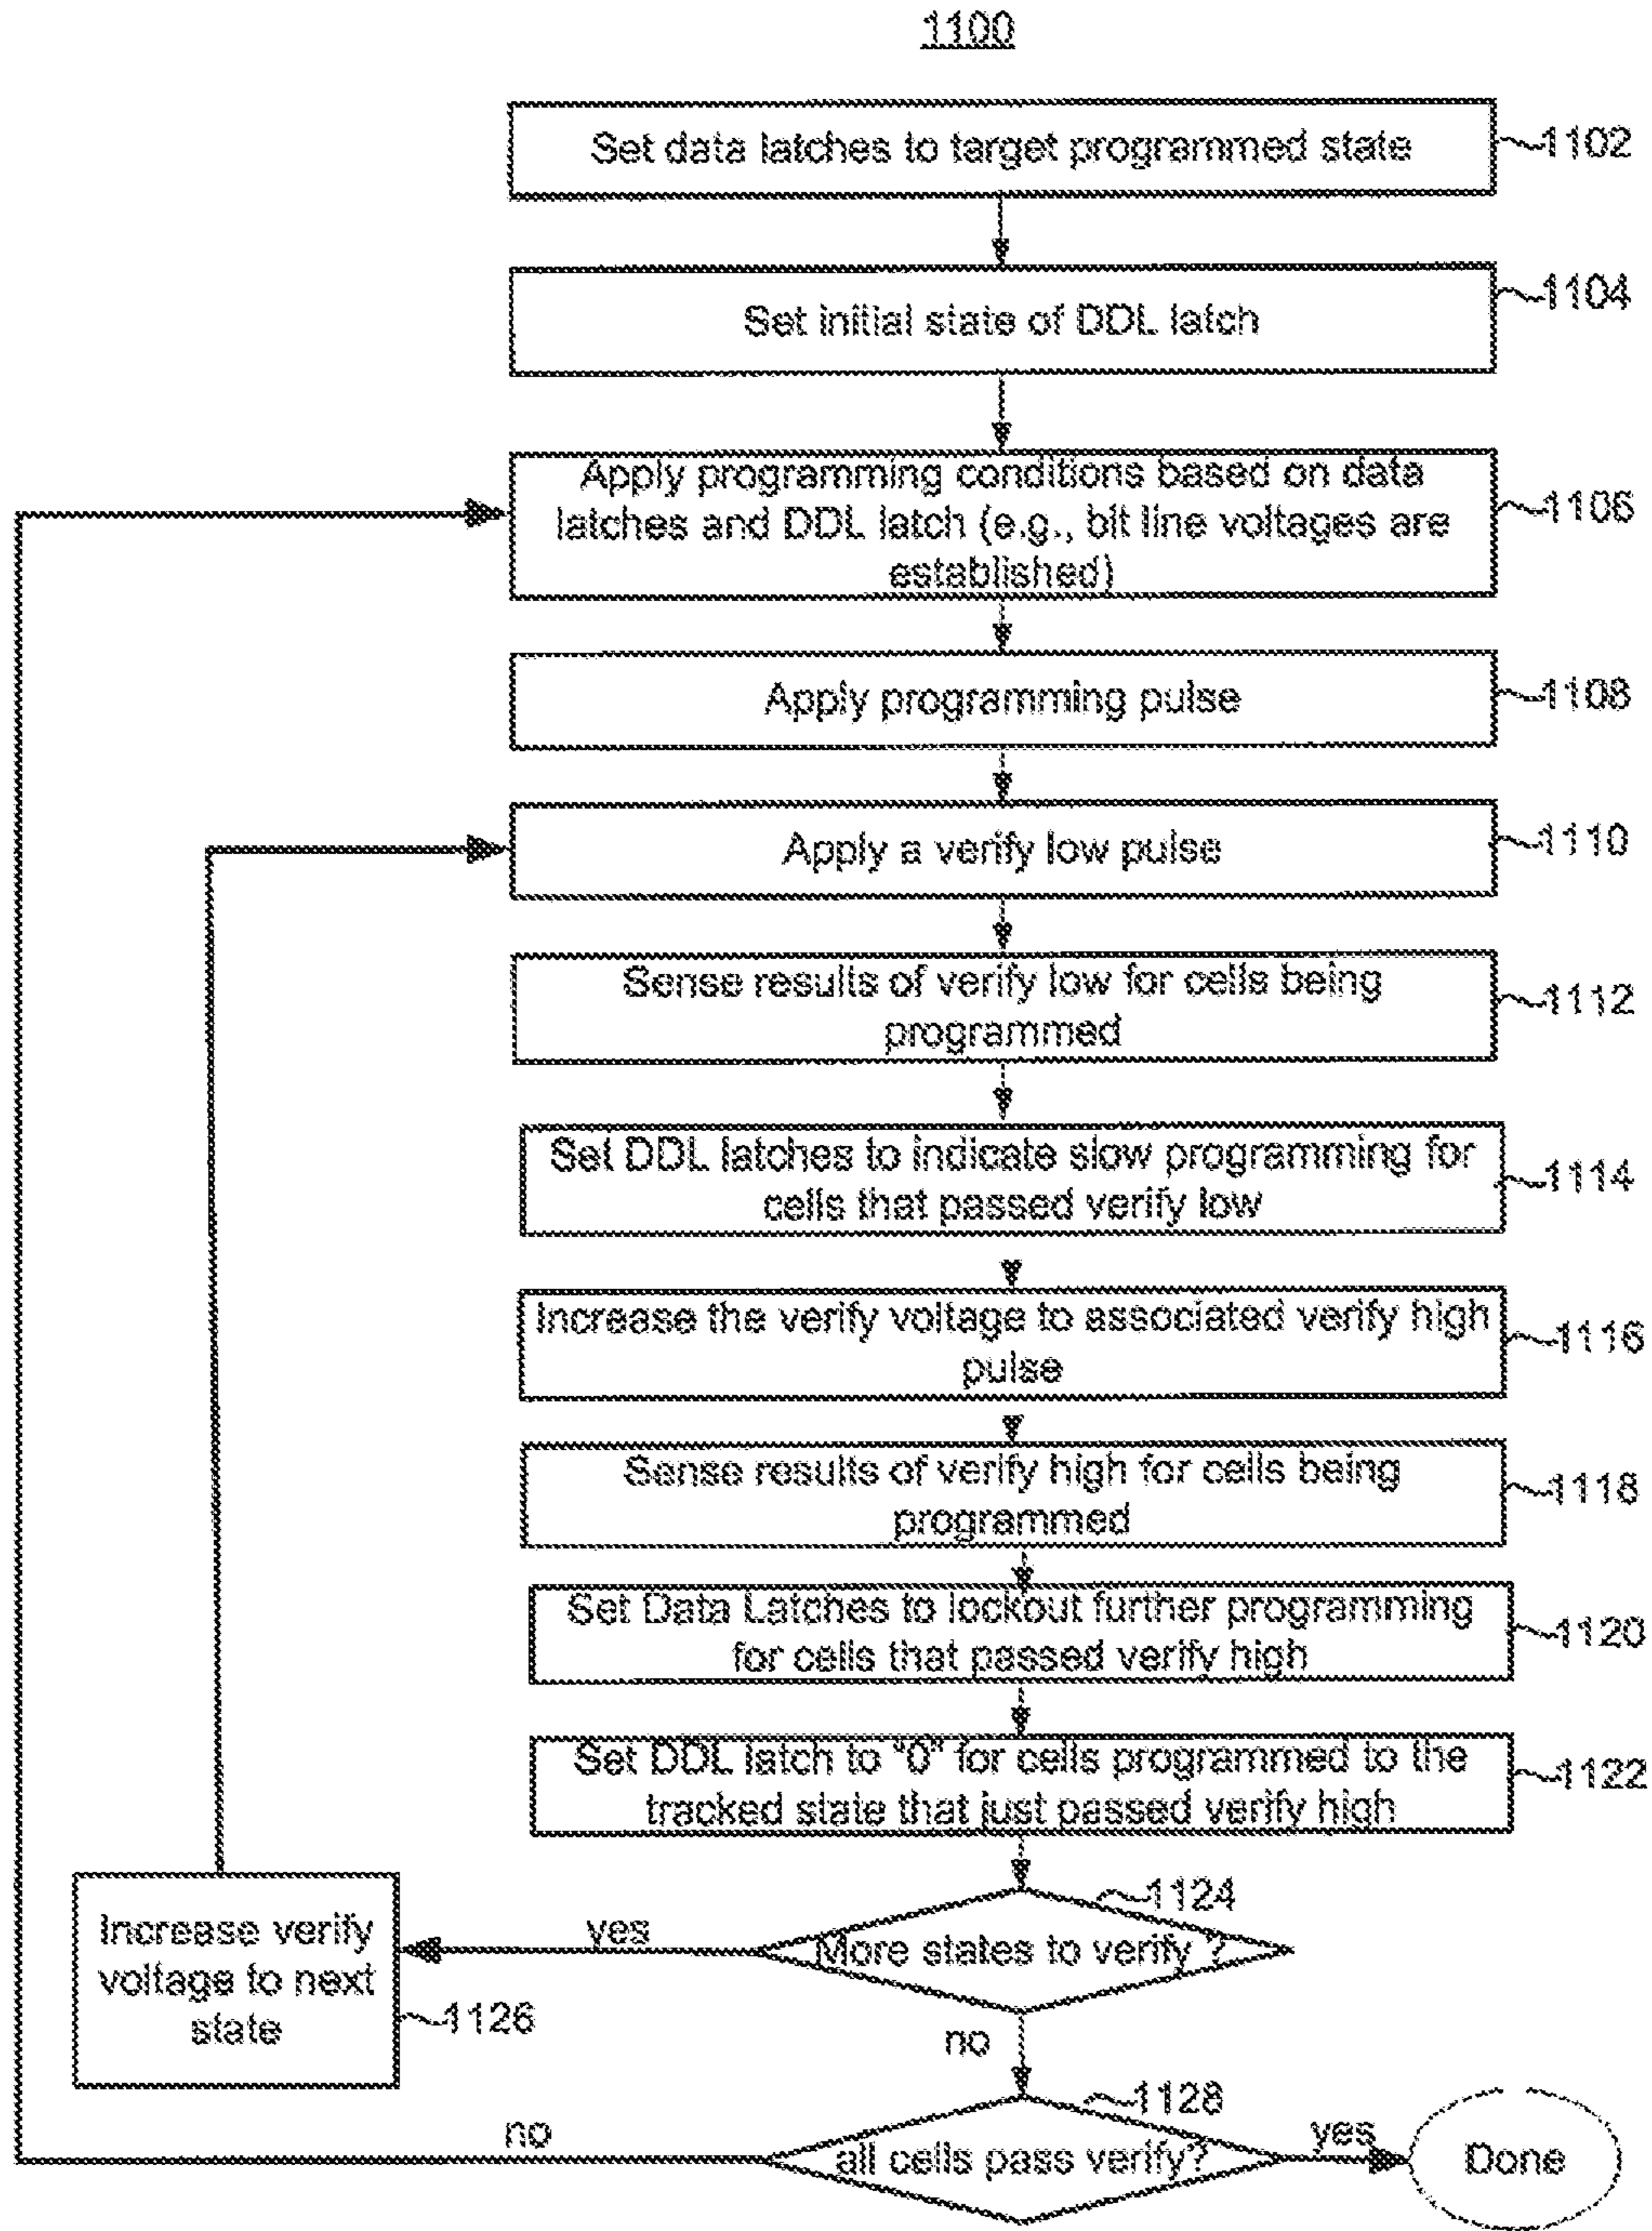 1100
Set data latches to target programmed state
1102
Set initial state of DDL latch
1104
Apply programming conditions based on data
latches and DDL latch (e.g., bit line voltages are
established)
1106
Apply programming pulse
1108
Apply a verify low pulse
1110
Sense results of verify low for cells being
programmed
1112
Set DDL latches to indicate slow programming for
cells that passed verify low
1114
Increase the verify voltage to associated verify high
pulse
1116
Sense results of verify high for cells being
programmed
1118
Set Data Latches to lockout further programming
for cells that passed verify high
1120
Set DDL latch to "0" for cells programmed to the
tracked state that just passed verify high
1122
1124
More states to verify ?
yes
Increase verify
voltage to next
state
1126
no
1128
all cells pass verify?
no
yes
Done